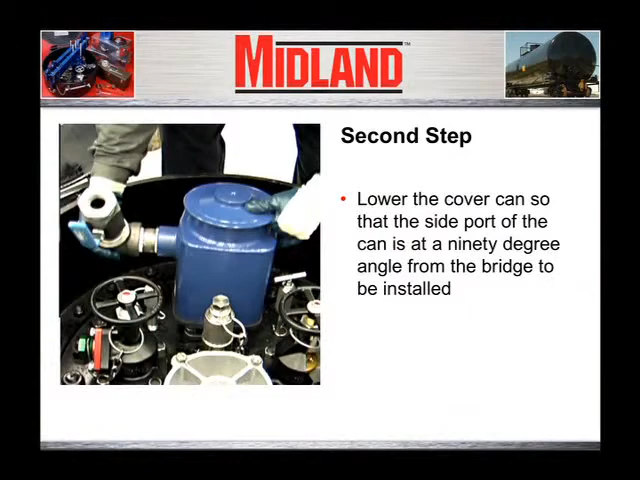 MIDLAND™
Second Step
• Lower the cover can so
that the side port of the
can is at a ninety degree
angle from the bridge to
be installed